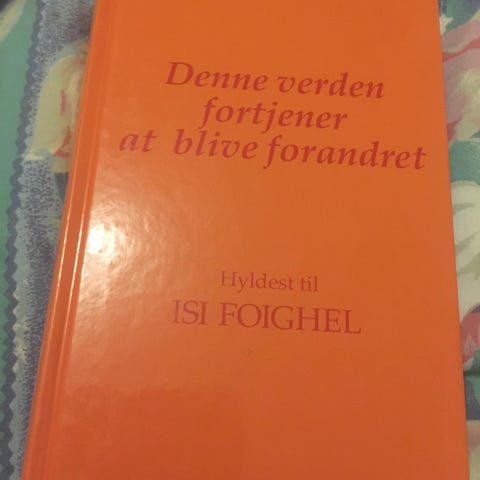 Denne verden
fortjener
at blive forandret
Hyldest til
ISI FOIGHEL